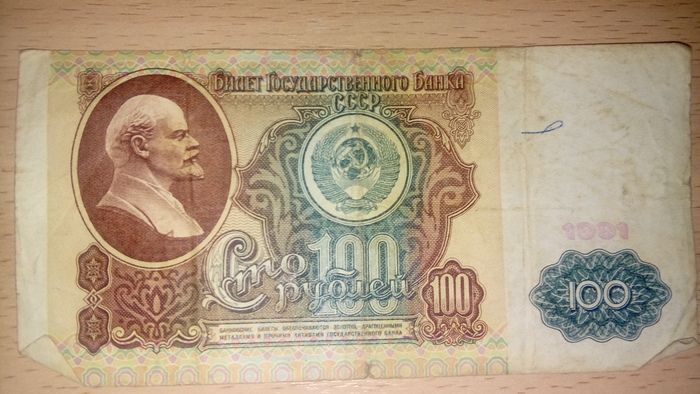 Билет Государственного Банка
СССР
1991
Сто 100
рублей
100
100
БАНКОВСКИЕ БИЛЕТЫ ОБЕСПЕЧИВАЮТСЯ ЗОЛОТОМ, ДРАГОЦЕННЫМИ
МЕТАЛЛАМИ И ПРОЧИМИ АКТИВАМИ ГОСУДАРСТВЕННОГО БАНКА